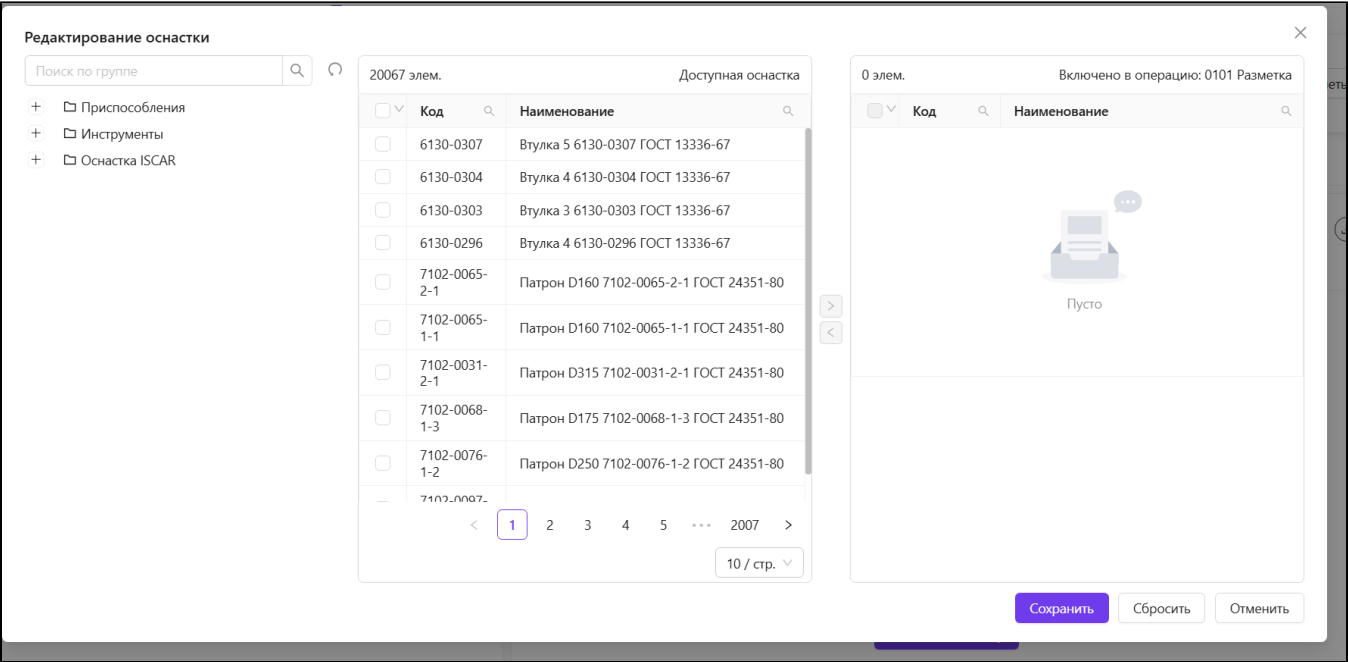 Редактирование оснастки
Поиск по группе
Приспособления
Инструменты
Оснастка ISCAR
20067 элем. Доступная оснастка
Код Наименование
6130-0307 Втулка 5 6130-0307 ГОСТ 13336-67
6130-0304 Втулка 4 6130-0304 ГОСТ 13336-67
6130-0303 Втулка 3 6130-0303 ГОСТ 13336-67
6130-0296 Втулка 4 6130-0296 ГОСТ 13336-67
7102-0065-
2-1
Патрон D160 7102-0065-2-1 ГОСТ 24351-80
7102-0065-
1-1
Патрон D160 7102-0065-1-1 ГОСТ 24351-80
7102-0031-
2-1
Патрон D315 7102-0031-2-1 ГОСТ 24351-80
7102-0068-
1-3
Патрон D175 7102-0068-1-3 ГОСТ 24351-80
7102-0076-
1-2
Патрон D250 7102-0076-1-2 ГОСТ 24351-80
7102-0097-
< 1 2 3 4 5 ••• 2007 >
10 / стр.
0 элем. Включено в операцию: 0101 Разметка
Код Наименование
Пусто
Сохранить Сбросить Отменить